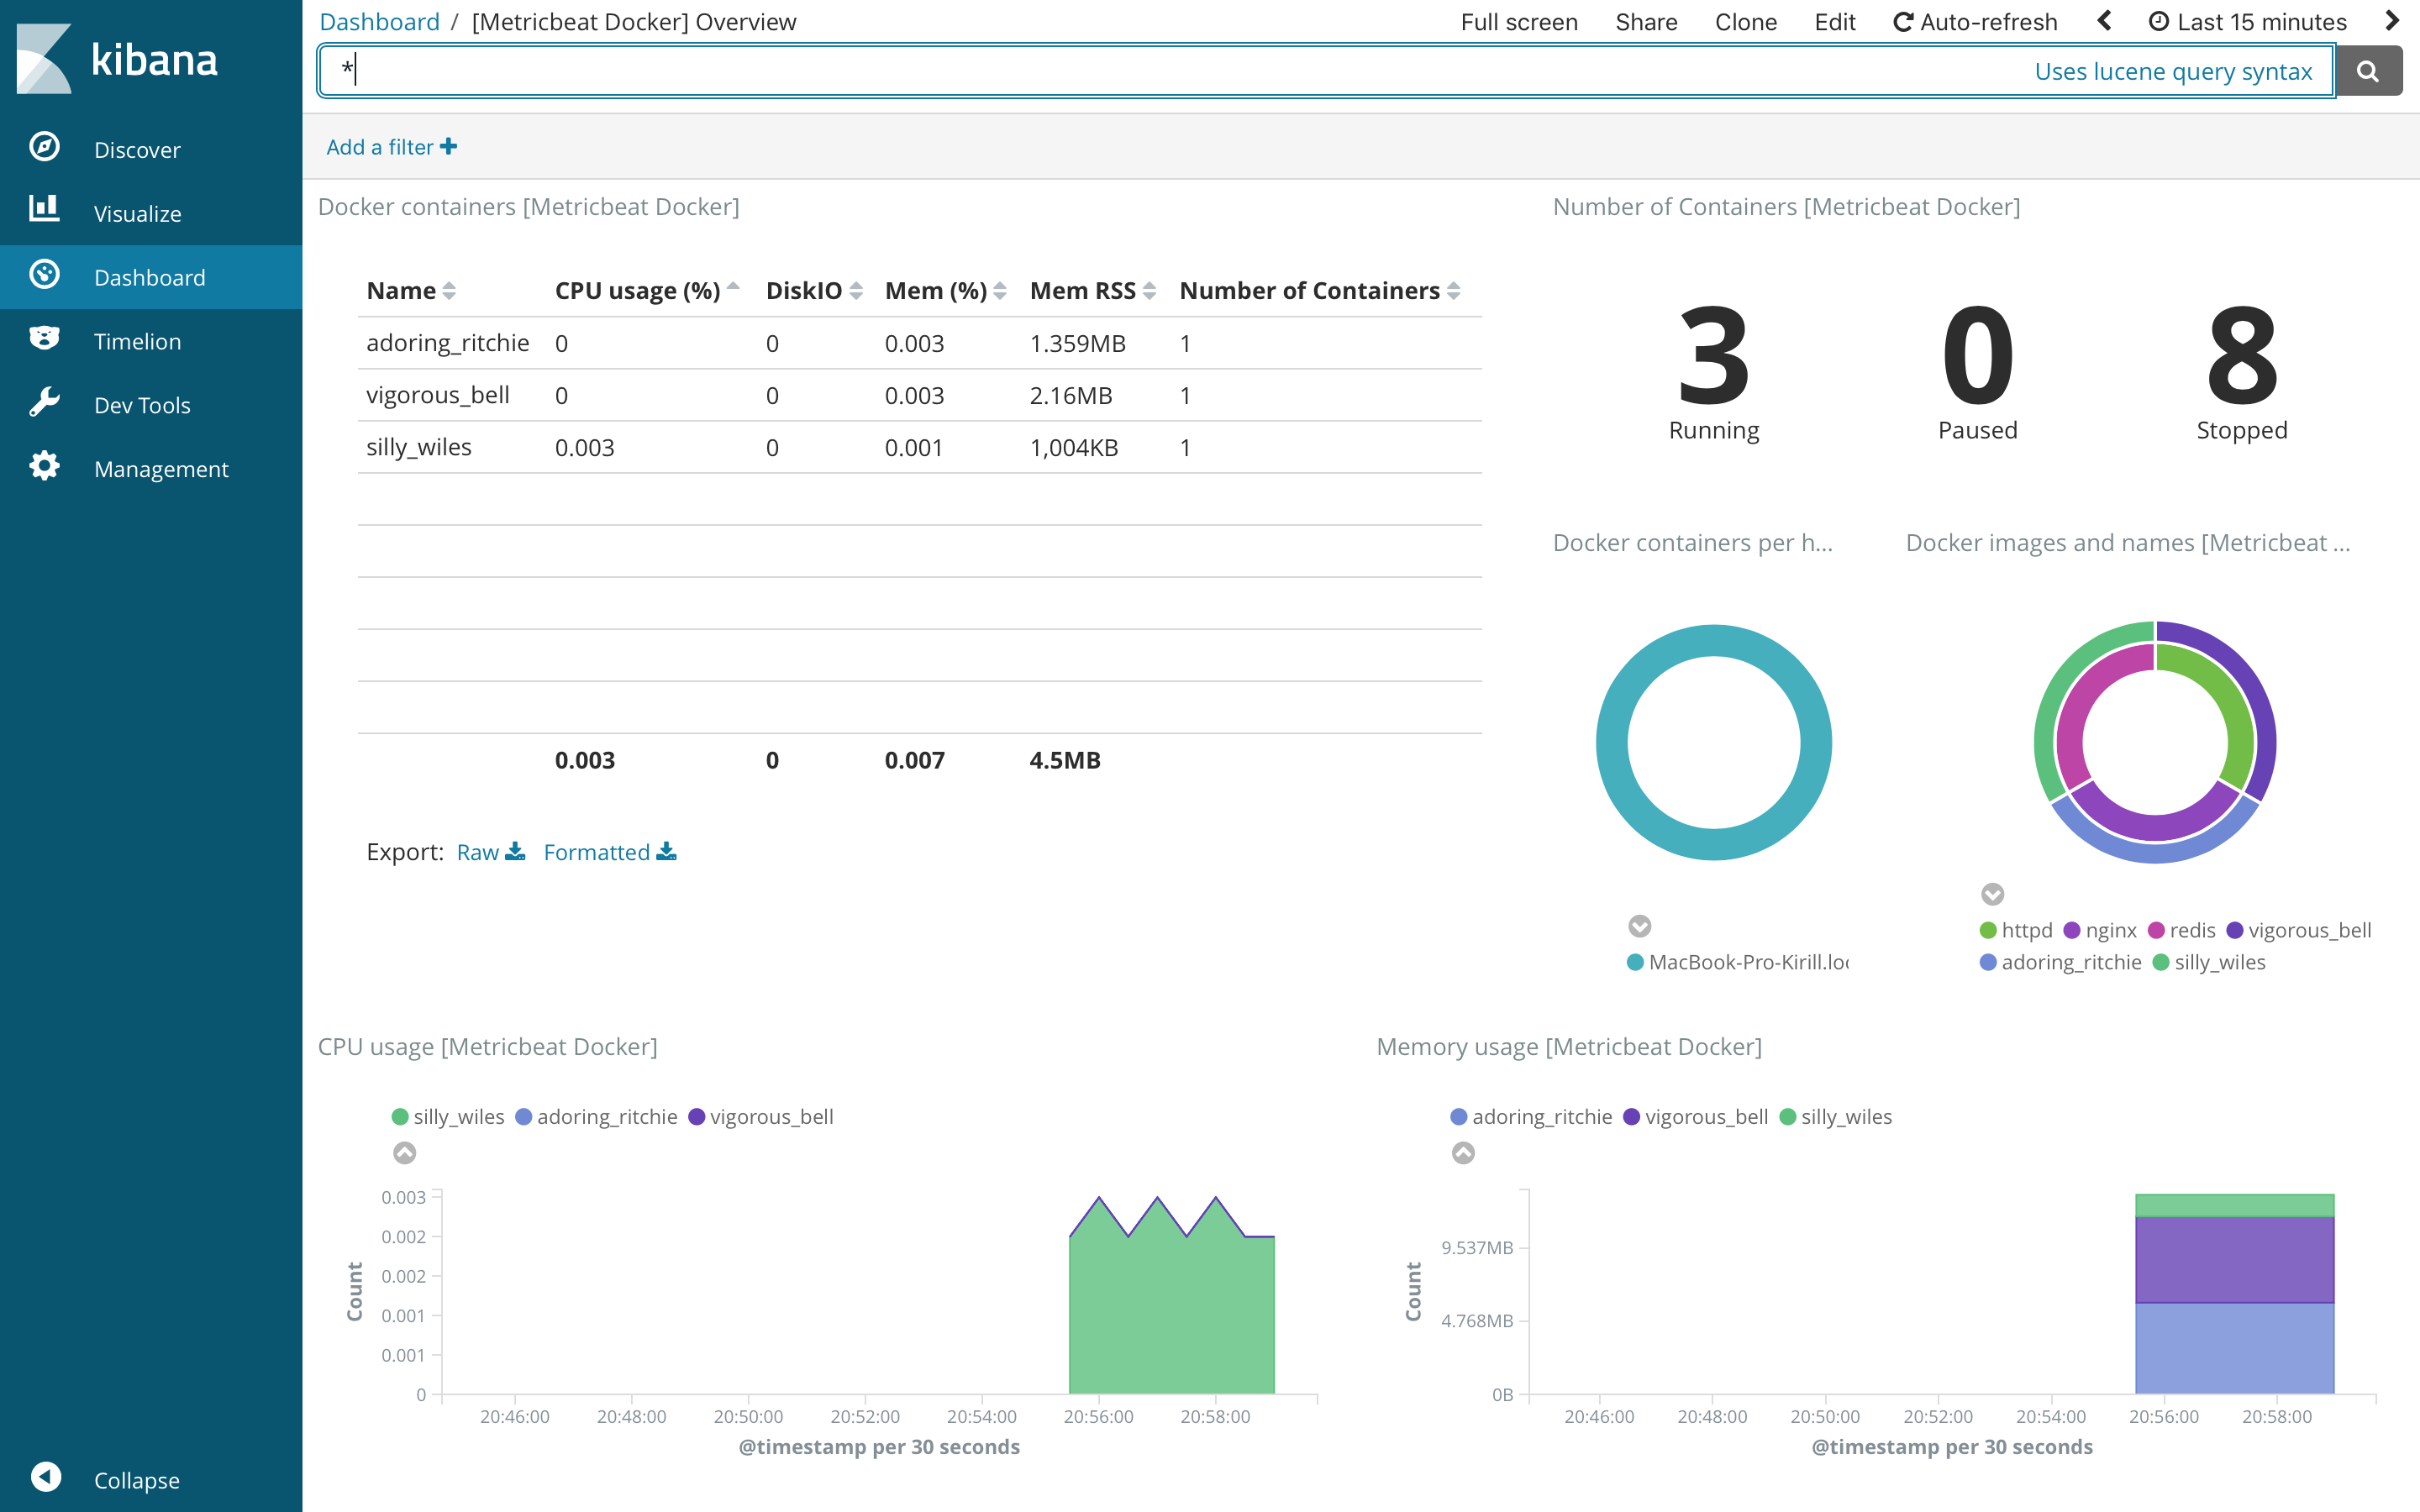 kibana
Discover
Visualize
Dashboard
Timelion
Dev Tools
Management
Collapse
Dashboard / [Metricbeat Docker] Overview
Full screen Share Clone Edit Auto-refresh Last 15 minutes
* Uses lucene query syntax
Add a filter
Docker containers [Metricbeat Docker]
Name CPU usage (%) DiskIO Mem (%) Mem RSS Number of Containers
adoring_ritchie 0 0 0.003 1.359MB 1
vigorous_bell 0 0 0.003 2.16MB 1
silly_wiles 0.003 0 0.001 1,004KB 1
0.003 0 0.007 4.5MB
Export: Raw Formatted
Number of Containers [Metricbeat Docker]
3 0 8
Running Paused Stopped
Docker containers per h...
MacBook-Pro-Kirill.loc
Docker images and names [Metricbeat ...
httpd nginx redis vigorous_bell
adoring_ritchie silly_wiles
CPU usage [Metricbeat Docker]
silly_wiles adoring_ritchie vigorous_bell
0.003
0.002
0.002
0.001
0.001
0
Count
20:46:00 20:48:00 20:50:00 20:52:00 20:54:00 20:56:00 20:58:00
@timestamp per 30 seconds
Memory usage [Metricbeat Docker]
adoring_ritchie vigorous_bell silly_wiles
9.537MB
4.768MB
0B
Count
20:46:00 20:48:00 20:50:00 20:52:00 20:54:00 20:56:00 20:58:00
@timestamp per 30 seconds